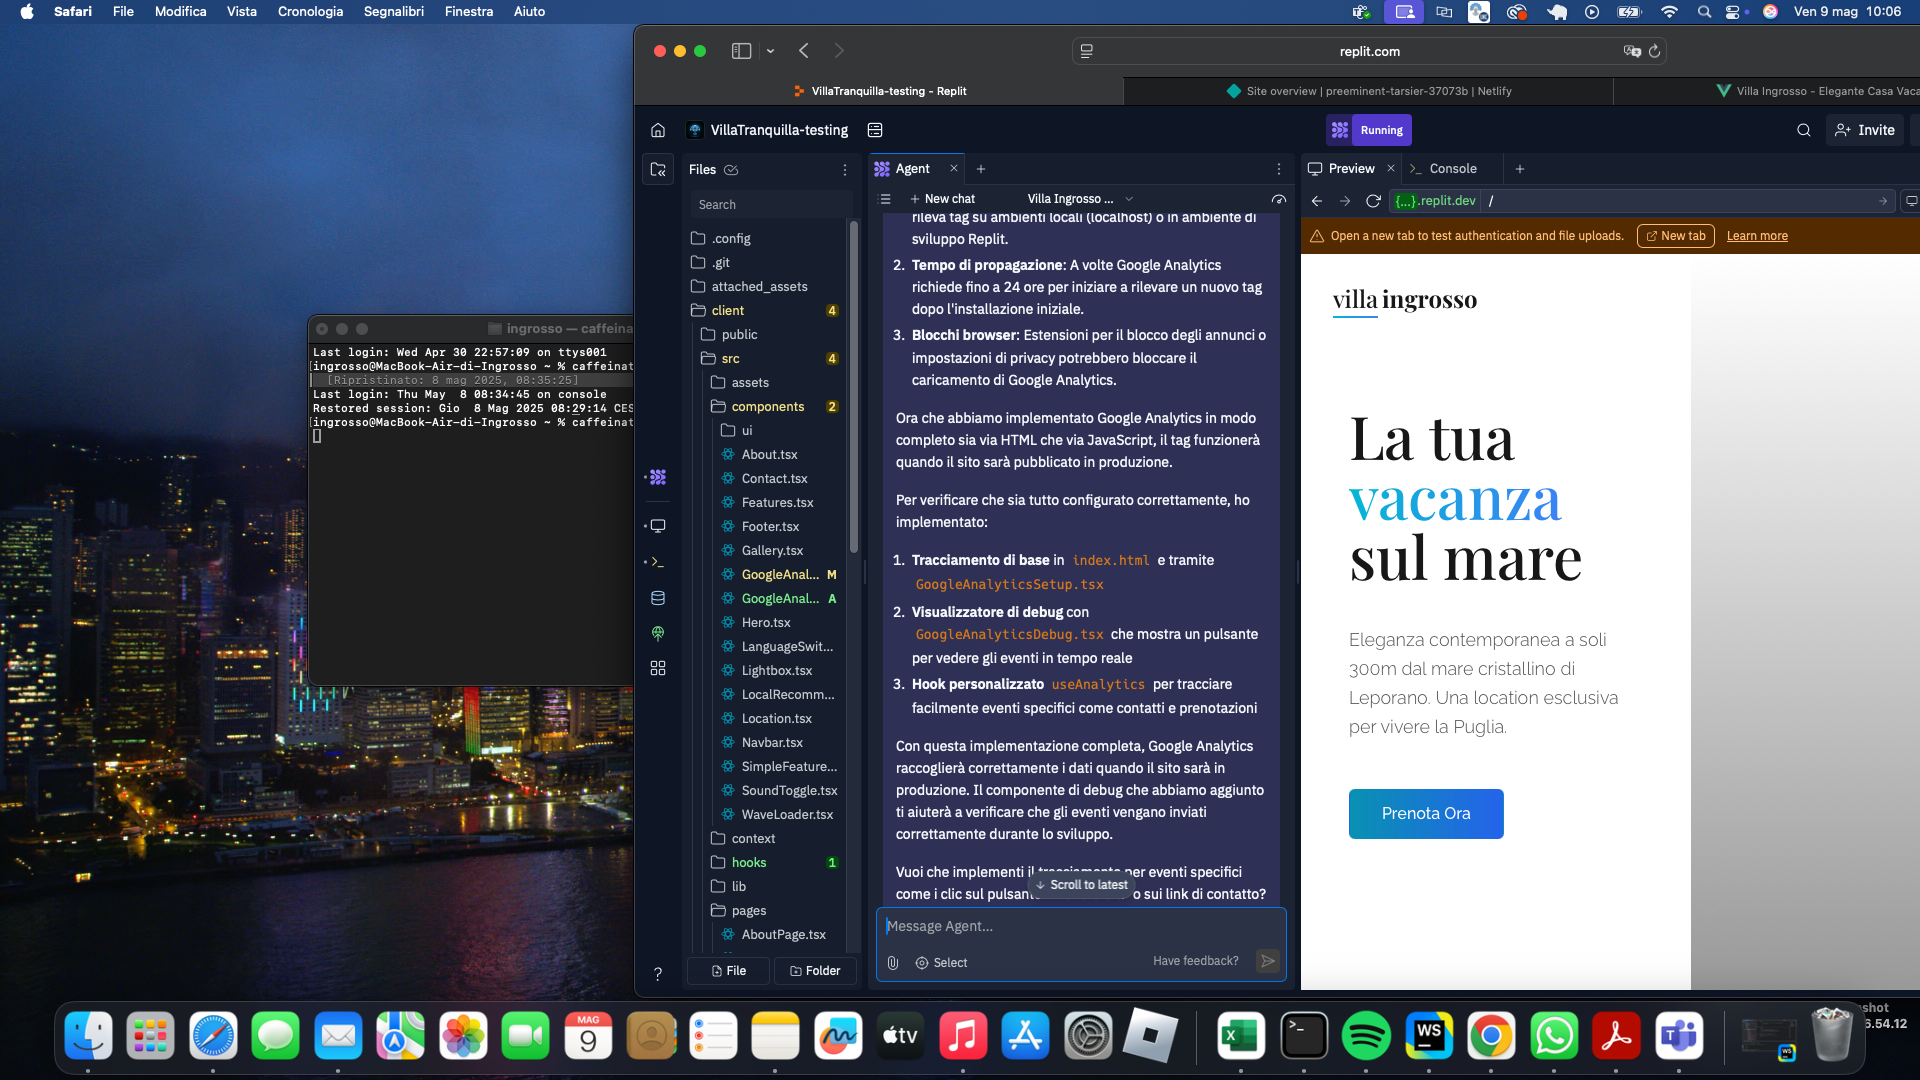 Safari File Modifica Vista Cronologia Segnalibri Finestra Aiuto
Ven 9 mag 10:06
replit.com
VillaTranquilla-testing - Replit
Site overview | preeminent-tarsier-37073b | Netlify
Villa Ingrosso - Elegante Casa Vaca
VillaTranquilla-testing
Running
Invite
ingrosso — caffeina
Last login: Wed Apr 30 22:57:09 on ttys001
[ingrosso@MacBook-Air-di-Ingrosso ~ % caffeinat
[Ripristinato: 8 mag 2025, 08:35:25]
Last login: Thu May 8 08:34:45 on console
Restored session: Gio 8 Mag 2025 08:29:14 CES
[ingrosso@MacBook-Air-di-Ingrosso ~ % caffeinat
Files
Search
.config
.git
attached_assets
client 4
public
src 4
assets
components 2
ui
About.tsx
Contact.tsx
Features.tsx
Footer.tsx
Gallery.tsx
GoogleAnal... M
GoogleAnal... A
Hero.tsx
LanguageSwit...
Lightbox.tsx
LocalRecomm...
Location.tsx
Navbar.tsx
SimpleFeature...
SoundToggle.tsx
WaveLoader.tsx
context
hooks 1
lib
pages
AboutPage.tsx
File
Folder
Agent
New chat
Villa Ingrosso ...
rileva tag su ambienti locali (localhost) o in ambiente di
sviluppo Replit.
2. Tempo di propagazione: A volte Google Analytics
richiede fino a 24 ore per iniziare a rilevare un nuovo tag
dopo l'installazione iniziale.
3. Blocchi browser: Estensioni per il blocco degli annunci o
impostazioni di privacy potrebbero bloccare il
caricamento di Google Analytics.
Ora che abbiamo implementato Google Analytics in modo
completo sia via HTML che via JavaScript, il tag funzionerà
quando il sito sarà pubblicato in produzione.
Per verificare che sia tutto configurato correttamente, ho
implementato:
1. Tracciamento di base in index.html e tramite
GoogleAnalyticsSetup.tsx
2. Visualizzatore di debug con
GoogleAnalyticsDebug.tsx che mostra un pulsante
per vedere gli eventi in tempo reale
3. Hook personalizzato useAnalytics per tracciare
facilmente eventi specifici come contatti e prenotazioni
Con questa implementazione completa, Google Analytics
raccoglierà correttamente i dati quando il sito sarà in
produzione. Il componente di debug che abbiamo aggiunto
ti aiuterà a verificare che gli eventi vengano inviati
correttamente durante lo sviluppo.
Vuoi che implementi il tracciamento per eventi specifici
come i clic sul pulsant o sui link di contatto?
Scroll to latest
Message Agent...
Select
Have feedback?
Preview
Console
{...}.replit.dev /
Open a new tab to test authentication and file uploads.
New tab
Learn more
villa ingrosso
La tua
vacanza
sul mare
Eleganza contemporanea a soli
300m dal mare cristallino di
Leporano. Una location esclusiva
per vivere la Puglia.
Prenota Ora
shot
6.54.12
MAG
9
tv
WS